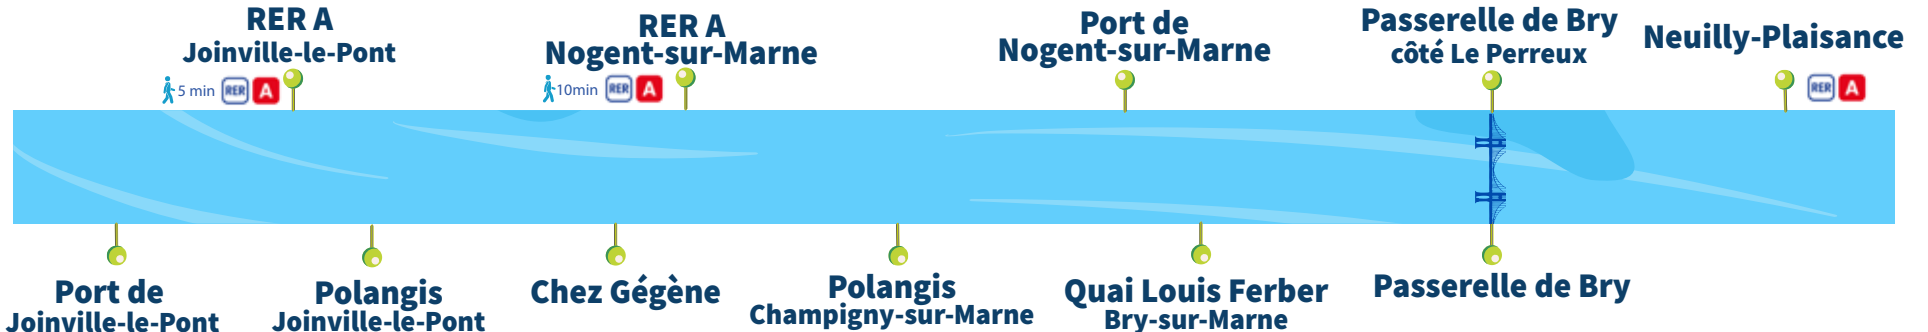 RER A
Joinville-le-Pont
5 min RER A
RER A
Nogent-sur-Marne
10min RER A
Port de
Nogent-sur-Marne
Passerelle de Bry
côté Le Perreux
Neuilly-Plaisance
RER A
Port de
Joinville-le-Pont
Polangis
Joinville-le-Pont
Chez Gégène
Polangis
Champigny-sur-Marne
Quai Louis Ferber
Bry-sur-Marne
Passerelle de Bry